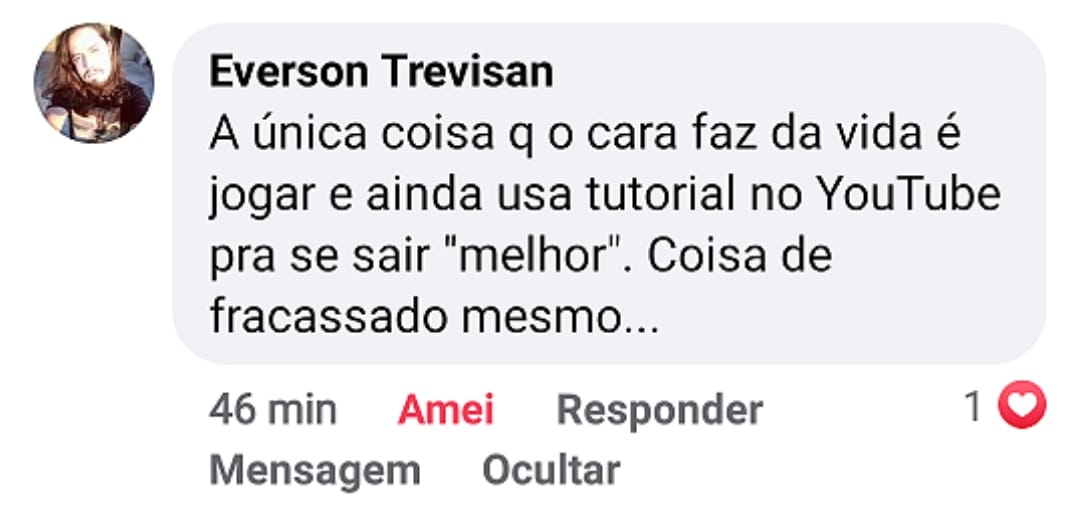 Everson Trevisan
A única coisa q o cara faz da vida é
jogar e ainda usa tutorial no YouTube
pra se sair "melhor". Coisa de
fracassado mesmo...
46 min Amei Responder 1
Mensagem Ocultar